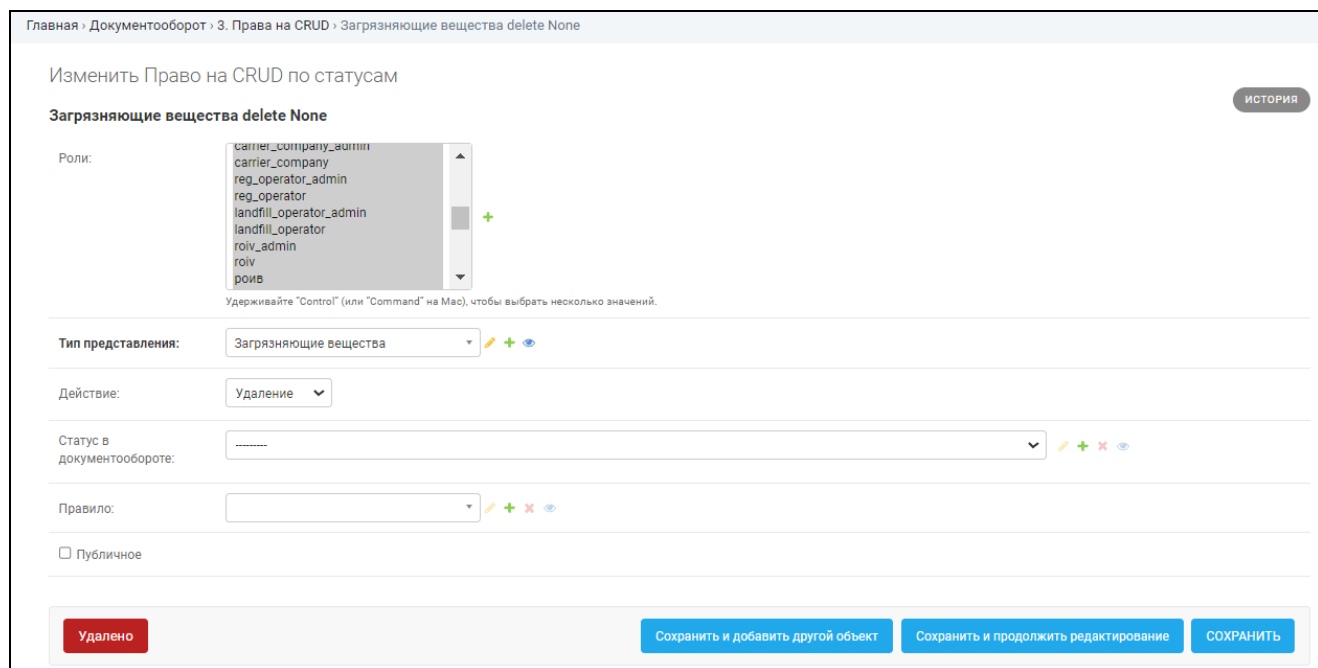 Главная › Документооборот › 3. Права на CRUD › Загрязняющие вещества delete None
Изменить Право на CRUD по статусам
ИСТОРИЯ
Загрязняющие вещества delete None
Роли:
carrier_company_admin
carrier_company
reg_operator_admin
reg_operator
landfill_operator_admin
landfill_operator
roiv_admin
roiv
роив
Удерживайте "Control" (или "Command" на Mac), чтобы выбрать несколько значений.
Тип представления:
Загрязняющие вещества
Действие:
Удаление
Статус в
документообороте:
---------
Правило:
Публичное
Удалено
Сохранить и добавить другой объект
Сохранить и продолжить редактирование
СОХРАНИТЬ